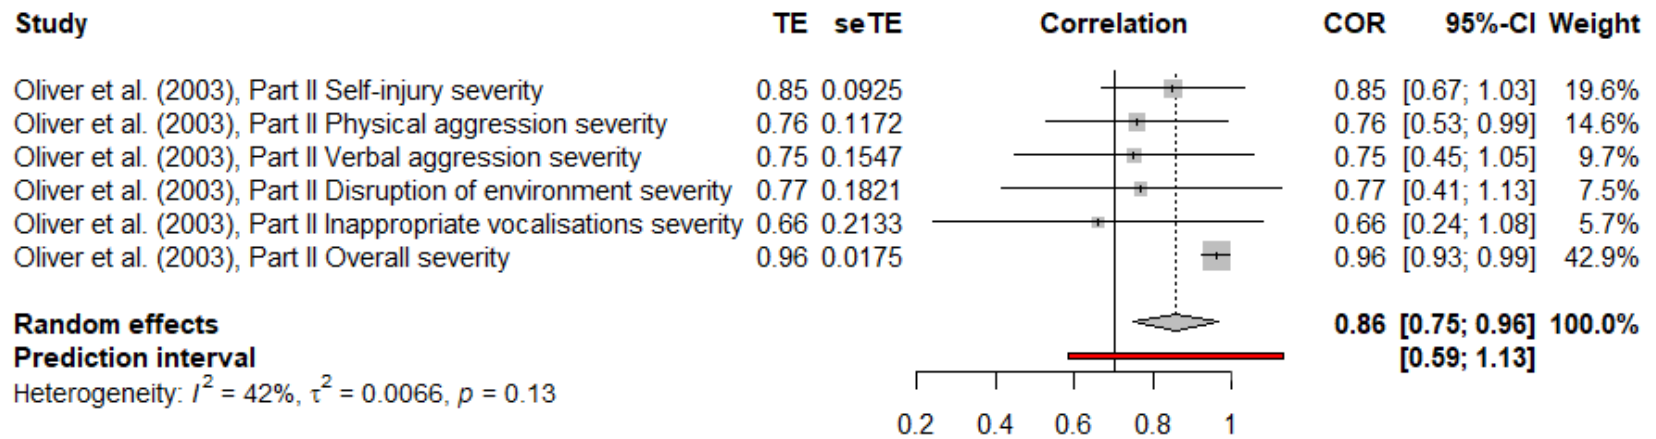 Study TE seTE Correlation COR 95%-CI Weight
Oliver et al. (2003), Part II Self-injury severity 0.85 0.0925 0.85 [0.67; 1.03] 19.6%
Oliver et al. (2003), Part II Physical aggression severity 0.76 0.1172 0.76 [0.53; 0.99] 14.6%
Oliver et al. (2003), Part II Verbal aggression severity 0.75 0.1547 0.75 [0.45; 1.05] 9.7%
Oliver et al. (2003), Part II Disruption of environment severity 0.77 0.1821 0.77 [0.41; 1.13] 7.5%
Oliver et al. (2003), Part II Inappropriate vocalisations severity 0.66 0.2133 0.66 [0.24; 1.08] 5.7%
Oliver et al. (2003), Part II Overall severity 0.96 0.0175 0.96 [0.93; 0.99] 42.9%
Random effects 0.86 [0.75; 0.96] 100.0%
Prediction interval [0.59; 1.13]
Heterogeneity: I² = 42%, τ² = 0.0066, p = 0.13
0.2 0.4 0.6 0.8 1